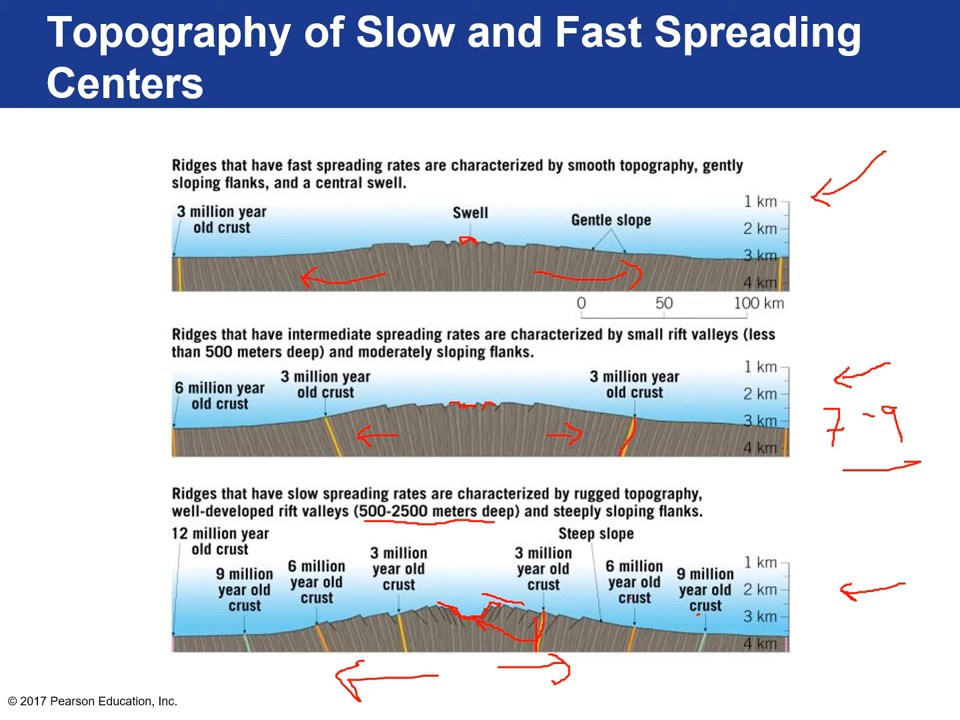 Topography of Slow and Fast Spreading
Centers
Ridges that have fast spreading rates are characterized by smooth topography, gently
sloping flanks, and a central swell.
3 million year
old crust
Swell
Gentle slope
1 km
2 km
3 km
4 km
0 50 100 km
Ridges that have intermediate spreading rates are characterized by small rift valleys (less
than 500 meters deep) and moderately sloping flanks.
6 million year
old crust
3 million year
old crust
3 million year
old crust
1 km
2 km
3 km
4 km
7 - 9
Ridges that have slow spreading rates are characterized by rugged topography,
well-developed rift valleys (500-2500 meters deep) and steeply sloping flanks.
12 million year
old crust
9 million
year old
crust
6 million
year old
crust
3 million
year old
crust
3 million
year old
crust
Steep slope
6 million
year old
crust
9 million
year old
crust
1 km
2 km
3 km
4 km
© 2017 Pearson Education, Inc.